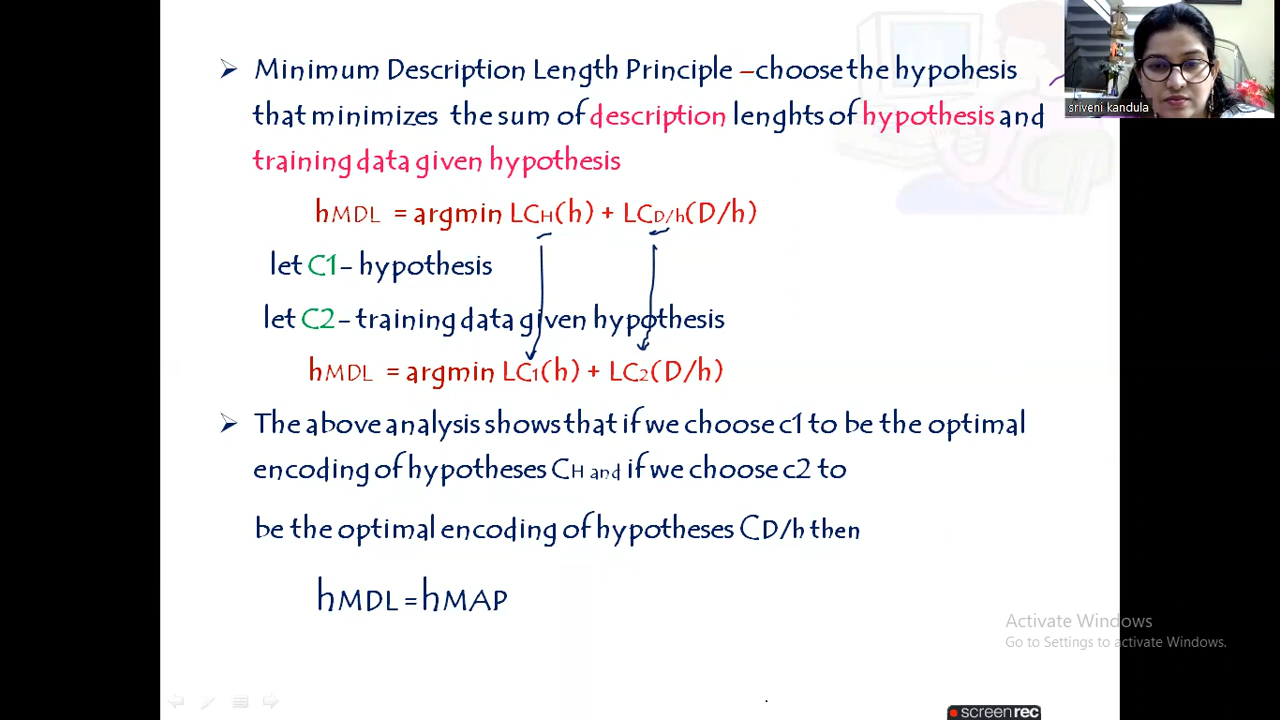 Minimum Description Length Principle –choose the hypohesis
that minimizes the sum of description lenghts of hypothesis and
training data given hypothesis
hMDL = argmin LCH(h) + LCD/h(D/h)
let C1- hypothesis
let C2- training data given hypothesis
hMDL = argmin LC1(h) + LC2(D/h)
The above analysis shows that if we choose c1 to be the optimal
encoding of hypotheses CH and if we choose c2 to
be the optimal encoding of hypotheses CD/h then
hMDL = hMAP
sriveni kandula
Activate Windows
Go to Settings to activate Windows.
screenrec